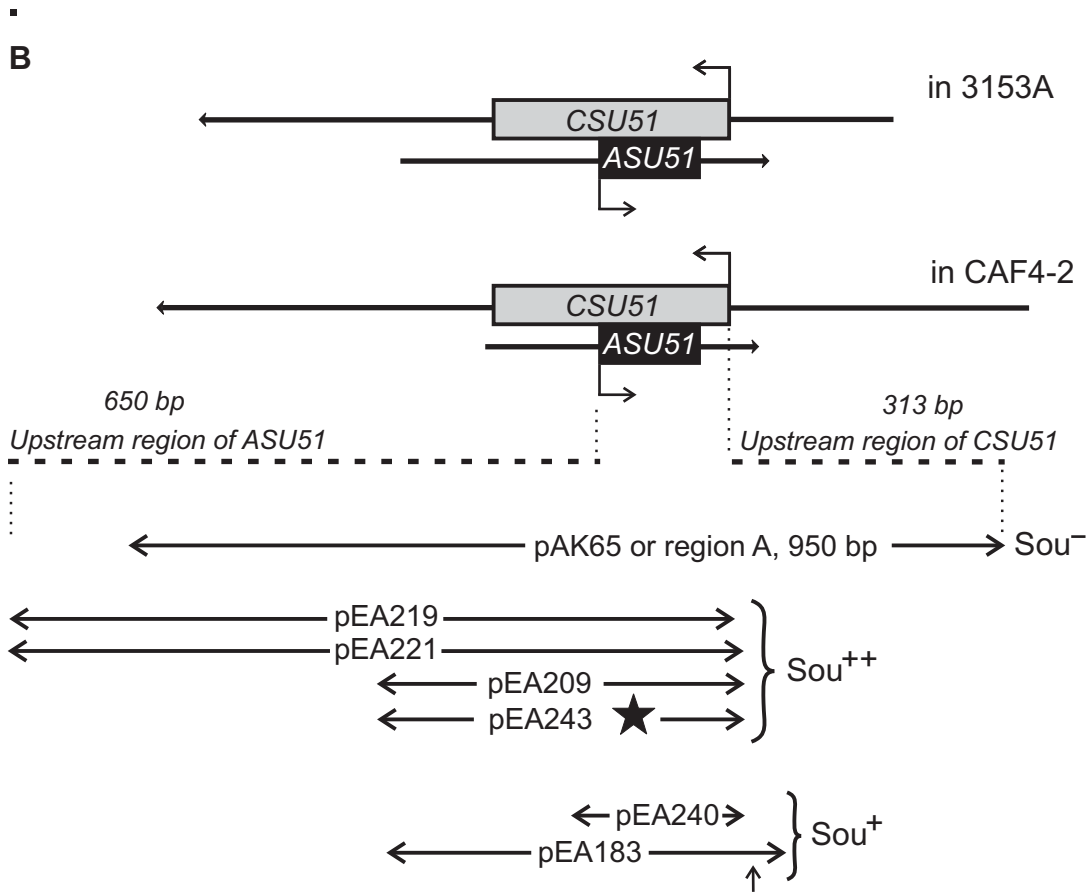 B
in 3153A
CSU51
ASU51
in CAF4-2
CSU51
ASU51
650 bp
Upstream region of ASU51
313 bp
Upstream region of CSU51
pAK65 or region A, 950 bp
Sou⁻
pEA219
pEA221
pEA209
pEA243
Sou⁺⁺
pEA240
pEA183
Sou⁺